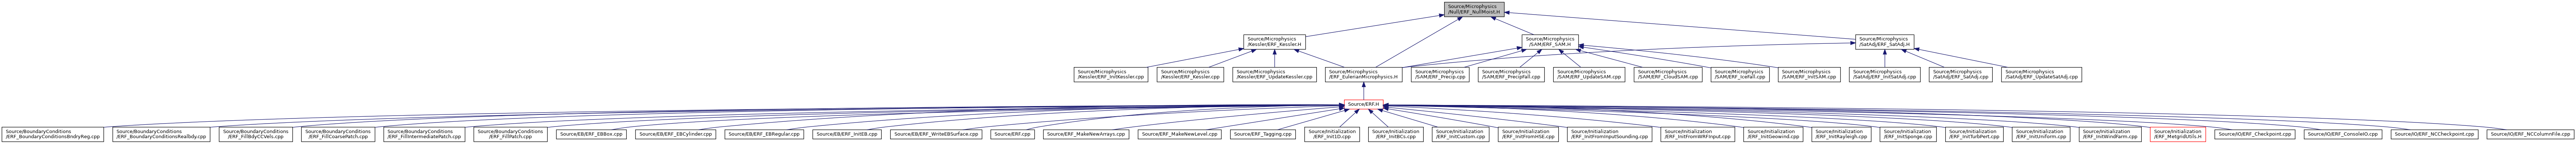 Source/Microphysics
/Null/ERF_NullMoist.H
Source/Microphysics
/Kessler/ERF_Kessler.H
Source/Microphysics
/SAM/ERF_SAM.H
Source/Microphysics
/SatAdj/ERF_SatAdj.H
Source/Microphysics
/Kessler/ERF_InitKessler.cpp
Source/Microphysics
/Kessler/ERF_Kessler.cpp
Source/Microphysics
/Kessler/ERF_UpdateKessler.cpp
Source/Microphysics
/ERF_EulerianMicrophysics.H
Source/Microphysics
/SAM/ERF_Precip.cpp
Source/Microphysics
/SAM/ERF_PrecipFall.cpp
Source/Microphysics
/SAM/ERF_UpdateSAM.cpp
Source/Microphysics
/SAM/ERF_CloudSAM.cpp
Source/Microphysics
/SAM/ERF_IceFall.cpp
Source/Microphysics
/SAM/ERF_InitSAM.cpp
Source/Microphysics
/SatAdj/ERF_InitSatAdj.cpp
Source/Microphysics
/SatAdj/ERF_SatAdj.cpp
Source/Microphysics
/SatAdj/ERF_UpdateSatAdj.cpp
Source/ERF.H
Source/BoundaryConditions
/ERF_BoundaryConditionsBndryReg.cpp
Source/BoundaryConditions
/ERF_BoundaryConditionsRealbdy.cpp
Source/BoundaryConditions
/ERF_FillBdyCCVels.cpp
Source/BoundaryConditions
/ERF_FillCoarsePatch.cpp
Source/BoundaryConditions
/ERF_FillIntermediatePatch.cpp
Source/BoundaryConditions
/ERF_FillPatch.cpp
Source/EB/ERF_EBBox.cpp
Source/EB/ERF_EBCylinder.cpp
Source/EB/ERF_EBRegular.cpp
Source/EB/ERF_InitEB.cpp
Source/EB/ERF_WriteEBSurface.cpp
Source/ERF.cpp
Source/ERF_MakeNewArrays.cpp
Source/ERF_MakeNewLevel.cpp
Source/ERF_Tagging.cpp
Source/Initialization
/ERF_Init1D.cpp
Source/Initialization
/ERF_InitBCs.cpp
Source/Initialization
/ERF_InitCustom.cpp
Source/Initialization
/ERF_InitFromHSE.cpp
Source/Initialization
/ERF_InitFromInputSounding.cpp
Source/Initialization
/ERF_InitFromWRFInput.cpp
Source/Initialization
/ERF_InitGeowind.cpp
Source/Initialization
/ERF_InitRayleigh.cpp
Source/Initialization
/ERF_InitSponge.cpp
Source/Initialization
/ERF_InitTurbPert.cpp
Source/Initialization
/ERF_InitUniform.cpp
Source/Initialization
/ERF_InitWindFarm.cpp
Source/Initialization
/ERF_MetgridUtils.H
Source/IO/ERF_Checkpoint.cpp
Source/IO/ERF_ConsoleIO.cpp
Source/IO/ERF_NCCheckpoint.cpp
Source/IO/ERF_NCColumnFile.cpp